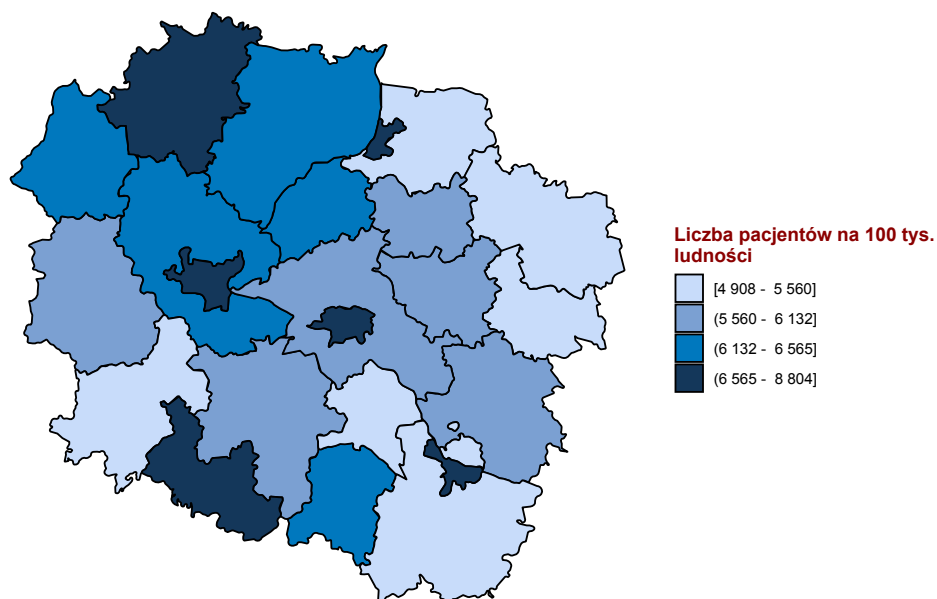 Liczba pacjentów na 100 tys.
ludności
[4 908 - 5 560]
(5 560 - 6 132]
(6 132 - 6 565]
(6 565 - 8 804]